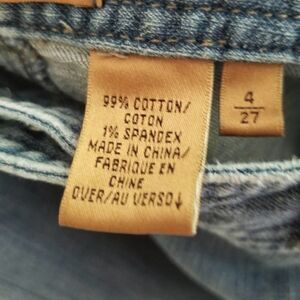 99% COTTON/
COTON
1% SPANDEX
MADE IN CHINA/
FABRIQUE EN
CHINE
OVER/AU VERSO↓
4
27